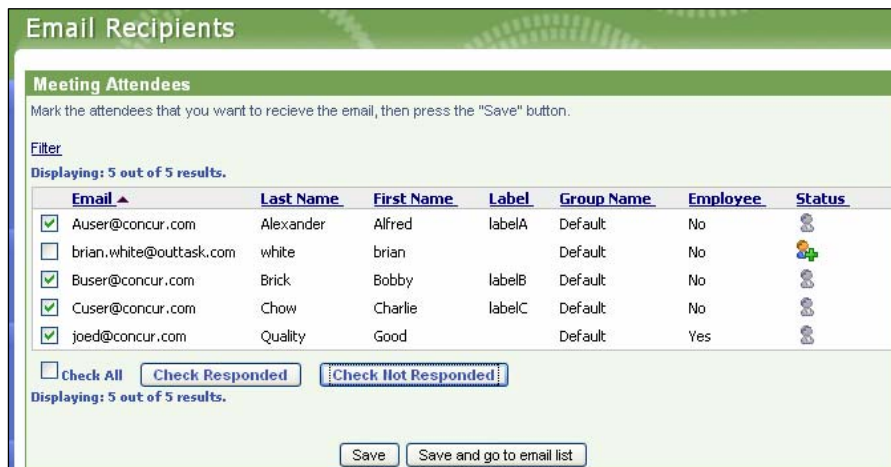 Email Recipients
Meeting Attendees
Mark the attendees that you want to recieve the email, then press the "Save" button.
Filter
Displaying: 5 out of 5 results.
Email Last Name First Name Label Group Name Employee Status
Auser@concur.com Alexander Alfred labelA Default No
brian.white@outtask.com white brian Default No
Buser@concur.com Brick Bobby labelB Default No
Cuser@concur.com Chow Charlie labelC Default No
joed@concur.com Quality Good Default Yes
Check All Check Responded Check Not Responded
Displaying: 5 out of 5 results.
Save Save and go to email list